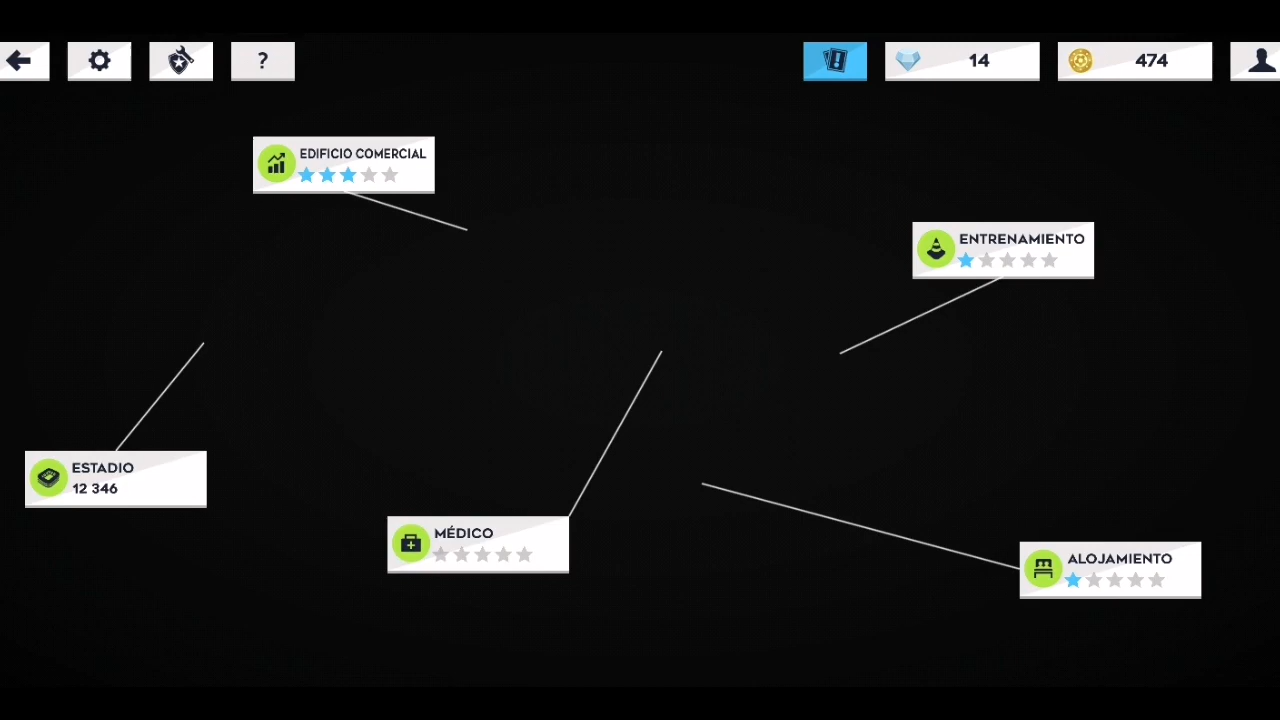 ?
14
474
EDIFICIO COMERCIAL
ENTRENAMIENTO
ESTADIO
12 346
MÉDICO
ALOJAMIENTO